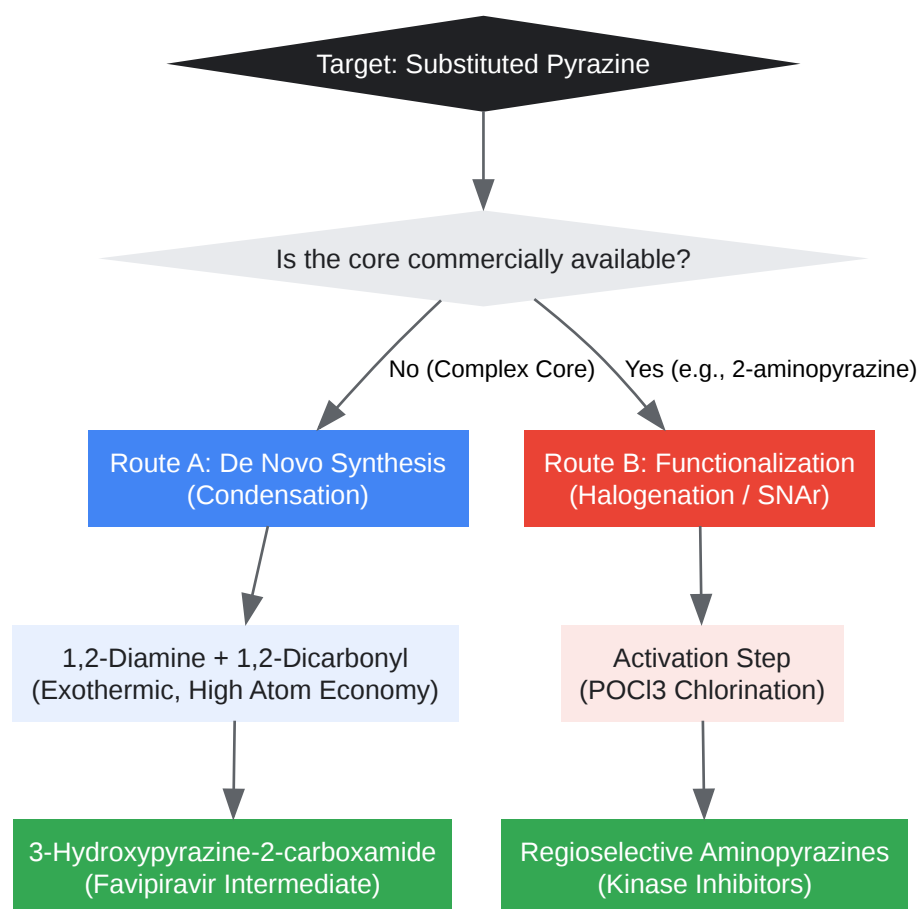 Target: Substituted Pyrazine
Is the core commercially available?
No (Complex Core)
Yes (e.g., 2-aminopyrazine)
Route A: De Novo Synthesis
(Condensation)
Route B: Functionalization
(Halogenation / SNAr)
1,2-Diamine + 1,2-Dicarbonyl
(Exothermic, High Atom Economy)
Activation Step
(POCl3 Chlorination)
3-Hydroxypyrazine-2-carboxamide
(Favipiravir Intermediate)
Regioselective Aminopyrazines
(Kinase Inhibitors)